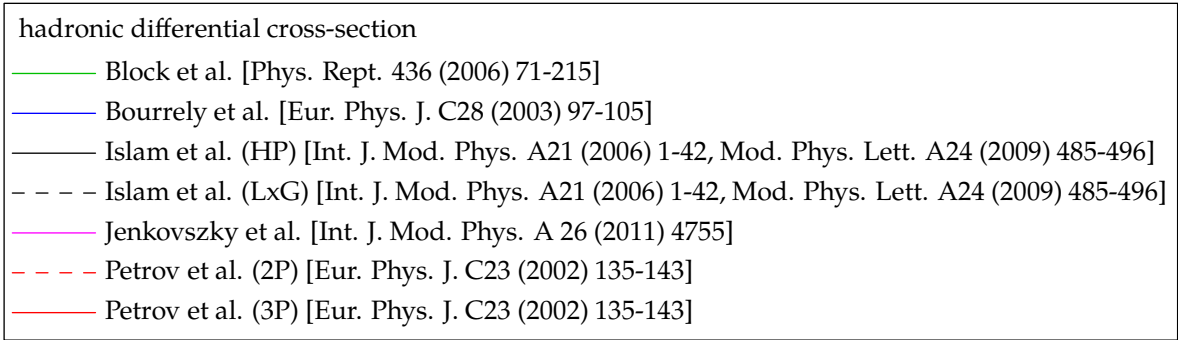 hadronic differential cross-section
Block et al. [Phys. Rept. 436 (2006) 71-215]
Bourrely et al. [Eur. Phys. J. C28 (2003) 97-105]
Islam et al. (HP) [Int. J. Mod. Phys. A21 (2006) 1-42, Mod. Phys. Lett. A24 (2009) 485-496]
Islam et al. (LxG) [Int. J. Mod. Phys. A21 (2006) 1-42, Mod. Phys. Lett. A24 (2009) 485-496]
Jenkovszky et al. [Int. J. Mod. Phys. A 26 (2011) 4755]
Petrov et al. (2P) [Eur. Phys. J. C23 (2002) 135-143]
Petrov et al. (3P) [Eur. Phys. J. C23 (2002) 135-143]